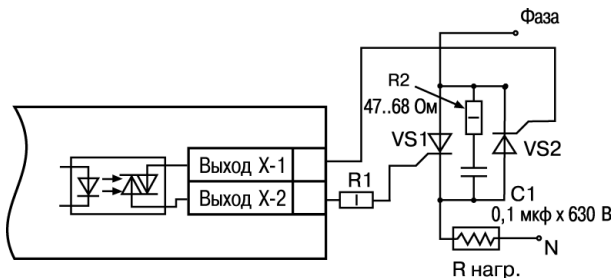 Фаза
R2
47..68 Ом
VS1
VS2
Выход X-1
R1
Выход X-2
C1
0,1 мкф x 630 В
N
R нагр.